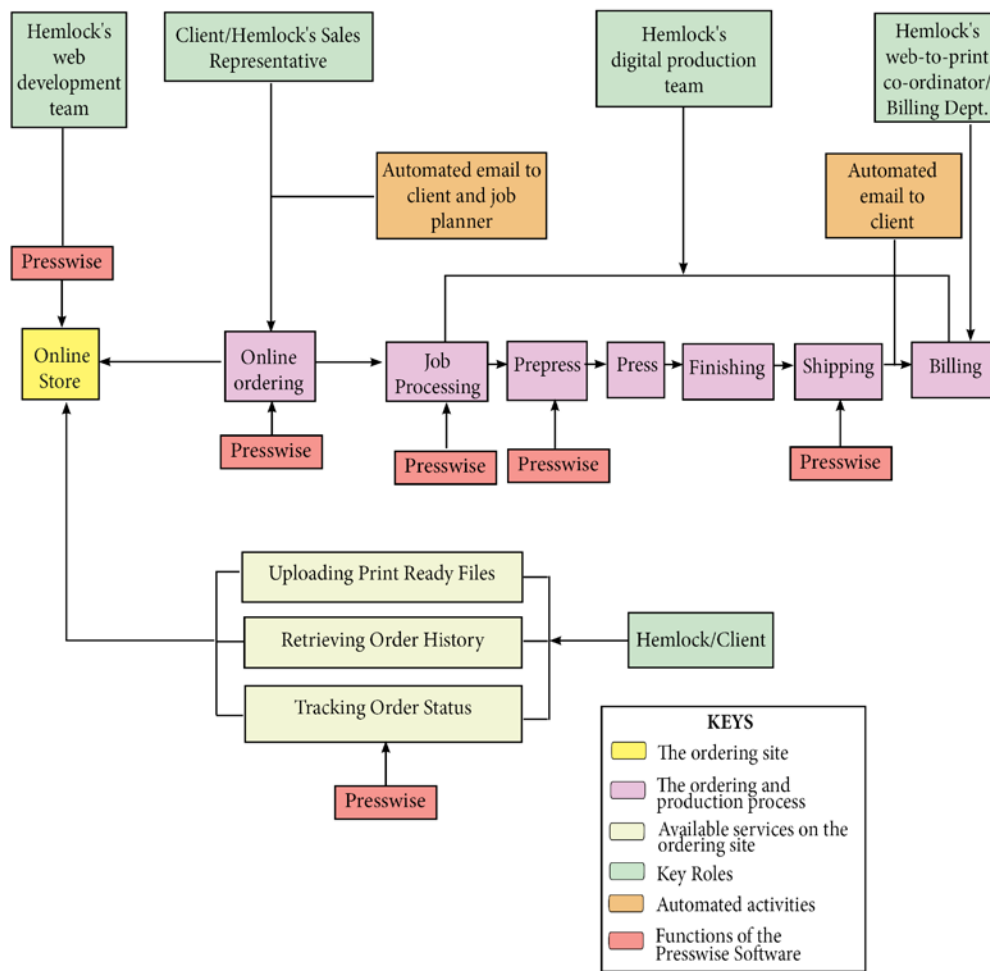 Hemlock's
web
development
team
Client/Hemlock's Sales
Representative
Hemlock's
digital production
team
Hemlock's
web-to-print
co-ordinator/
Billing Dept.
Automated email to
client and job
planner
Automated
email to
client
Presswise
Online
Store
Online
ordering
Job
Processing
Prepress
Press
Finishing
Shipping
Billing
Presswise
Presswise
Presswise
Presswise
Uploading Print Ready Files
Retrieving Order History
Tracking Order Status
Hemlock/Client
Presswise
KEYS
The ordering site
The ordering and
production process
Available services on the
ordering site
Key Roles
Automated activities
Functions of the
Presswise Software